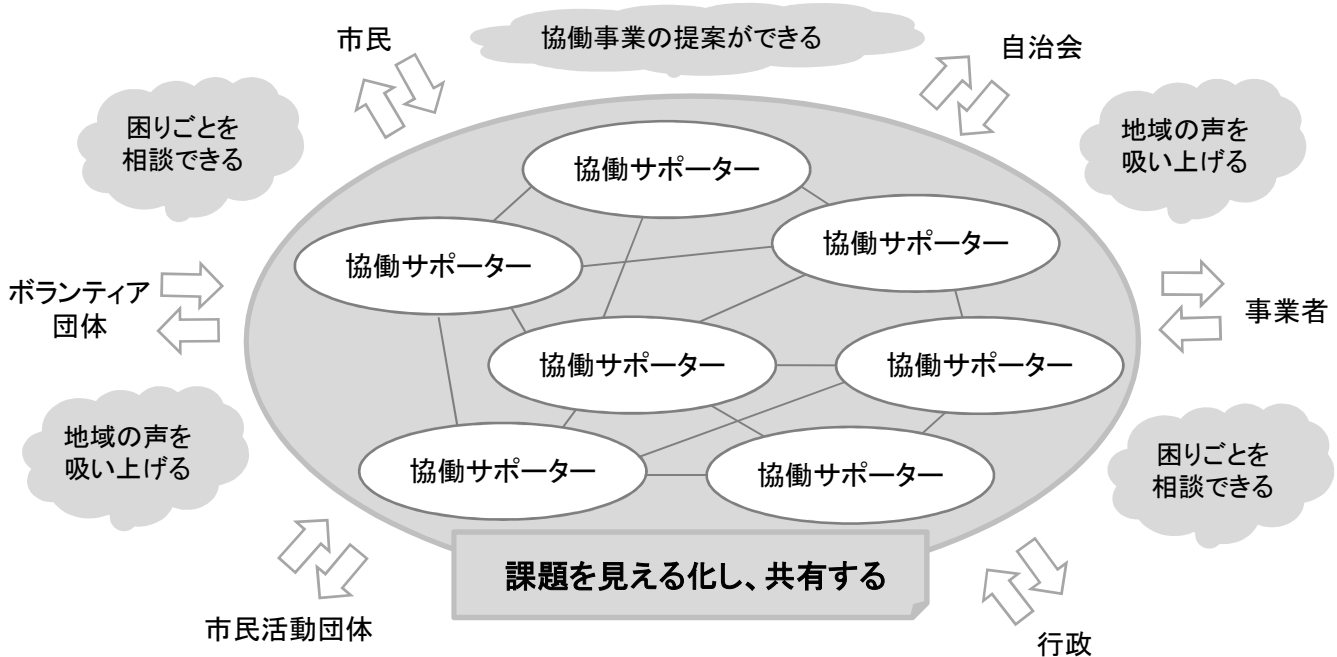 市民
協働事業の提案ができる
自治会
困りごとを
相談できる
地域の声を
吸い上げる
協働サポーター
協働サポーター
協働サポーター
ボランティア
団体
事業者
協働サポーター
協働サポーター
地域の声を
吸い上げる
協働サポーター
協働サポーター
困りごとを
相談できる
課題を見える化し、共有する
市民活動団体
行政